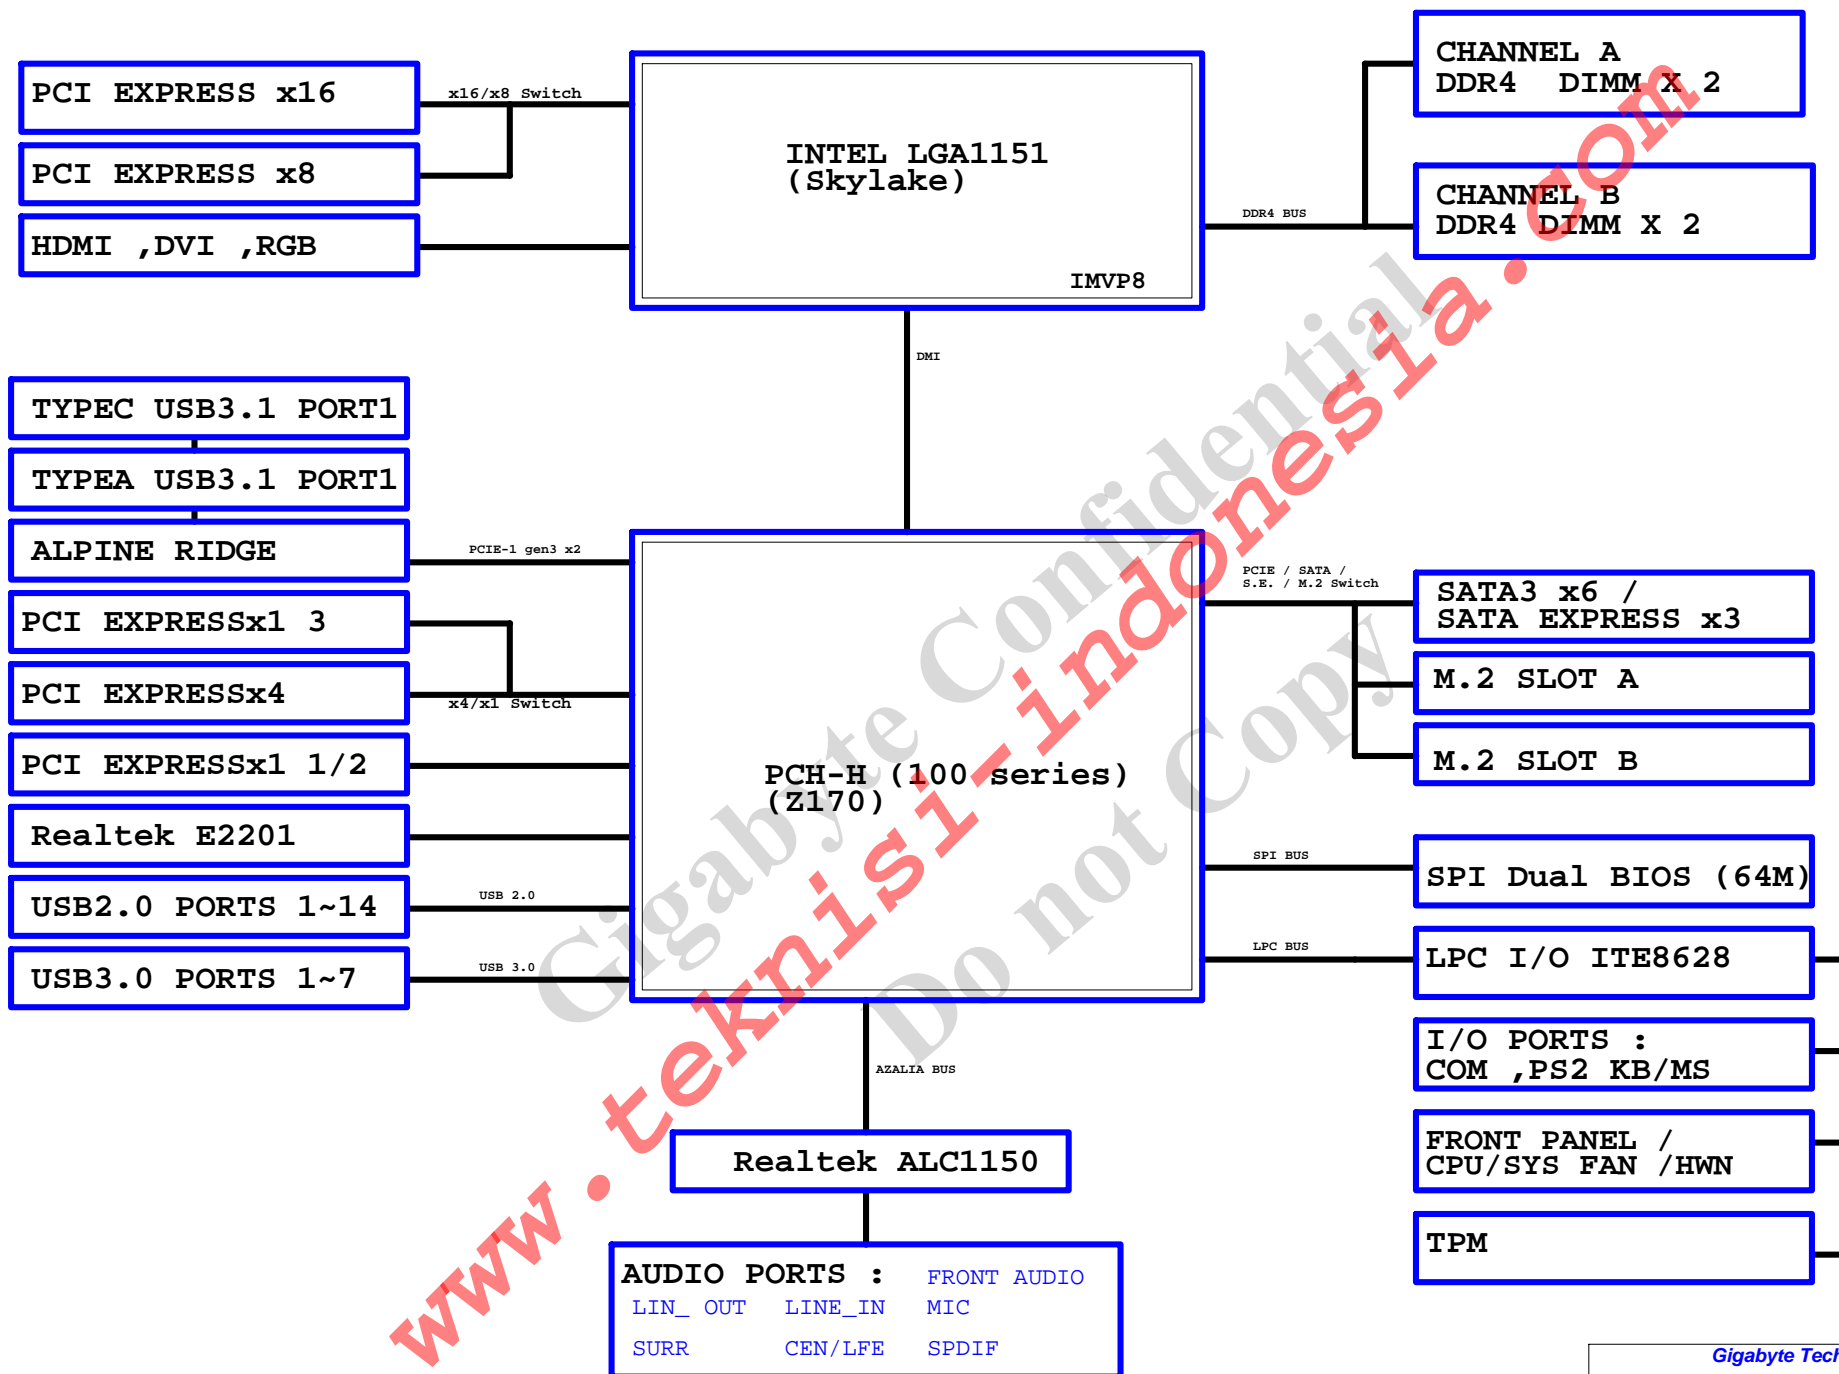 PCI EXPRESS x16
x16/x8 Switch
PCI EXPRESS x8
HDMI ,DVI ,RGB
INTEL LGA1151
(Skylake)
IMVP8
CHANNEL A
DDR4 DIMM X 2
DDR4 BUS
CHANNEL B
DDR4 DIMM X 2
DMI
TYPEC USB3.1 PORT1
TYPEA USB3.1 PORT1
ALPINE RIDGE
PCIE-1 gen3 x2
PCI EXPRESSx1 3
PCI EXPRESSx4
x4/x1 Switch
PCI EXPRESSx1 1/2
Realtek E2201
USB2.0 PORTS 1~14
USB 2.0
USB3.0 PORTS 1~7
USB 3.0
PCH-H (100 series)
(Z170)
PCIE / SATA /
S.E. / M.2 Switch
SATA3 x6 /
SATA EXPRESS x3
M.2 SLOT A
M.2 SLOT B
SPI BUS
SPI Dual BIOS (64M)
LPC BUS
LPC I/O ITE8628
I/O PORTS :
COM ,PS2 KB/MS
FRONT PANEL /
CPU/SYS FAN /HWN
TPM
AZALIA BUS
Realtek ALC1150
AUDIO PORTS : FRONT AUDIO
LIN_ OUT LINE_IN MIC
SURR CEN/LFE SPDIF
Gigabyte Confidential
Do not Copy
www.teknisi-indonesia.com
Gigabyte Tech